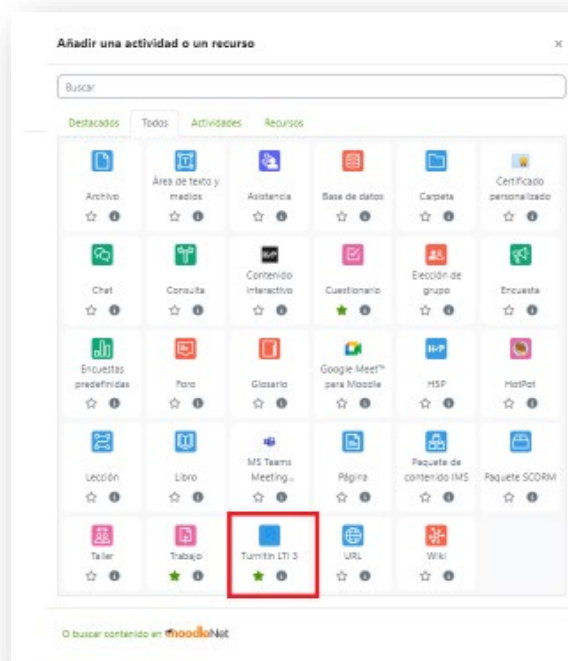 Añadir una actividad o un recurso ×
Buscar
Destacados Todos Actividades Recursos
Archivo
Área de texto y
medios
Asistencia
Base de datos
Carpeta
Certificado
personalizado
Chat
Consulta
H5P
Contenido
interactivo
Cuestionario
Elección de
grupo
Encuesta
Encuestas
predefinidas
Foro
Glosario
Google Meet™
para Moodle
H5P
H5P
HotPot
Lección
Libro
MS Teams
Meeting...
Página
Paquete de
contenido IMS
Paquete SCORM
Taller
Trabajo
Turnitin LTI 3
URL
Wiki
O buscar contenido en moodleNet